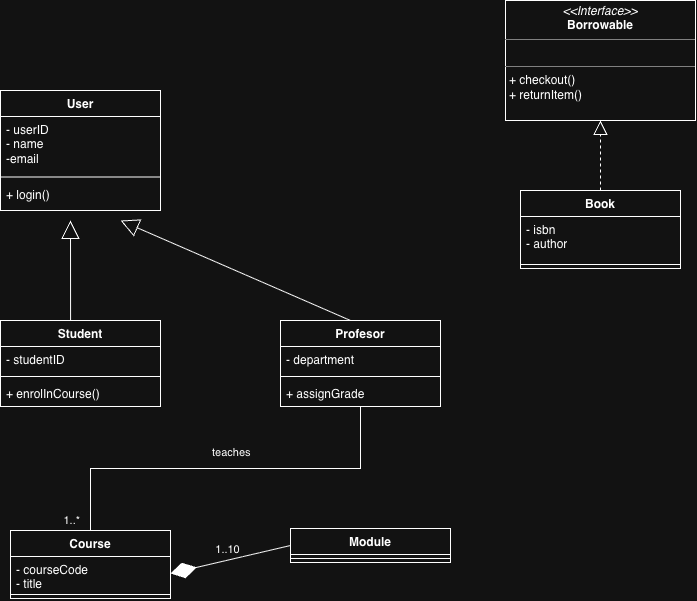 <<Interface>>
Borrowable
+ checkout()
+ returnItem()
User
- userID
- name
-email
+ login()
Book
- isbn
- author
Student
- studentID
+ enrollnCourse()
Profesor
- department
+ assignGrade
teaches
1..*
Course
- courseCode
- title
1..10
Module